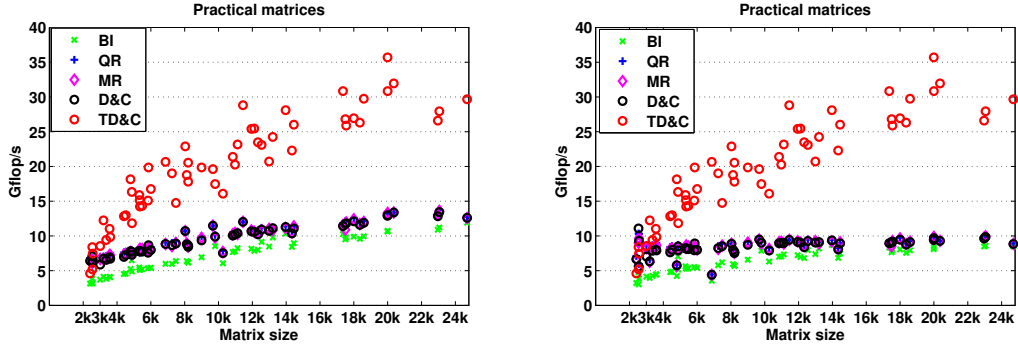 Practical matrices
40
35
30
25
20
15
10
5
0
Gflop/s
BI
QR
MR
D&C
TD&C
2k3k4k 6k 8k 10k 12k 14k 16k 18k 20k 22k 24k
Matrix size
Practical matrices
40
35
30
25
20
15
10
5
0
Gflop/s
BI
QR
MR
D&C
TD&C
2k3k4k 6k 8k 10k 12k 14k 16k 18k 20k 22k 24k
Matrix size